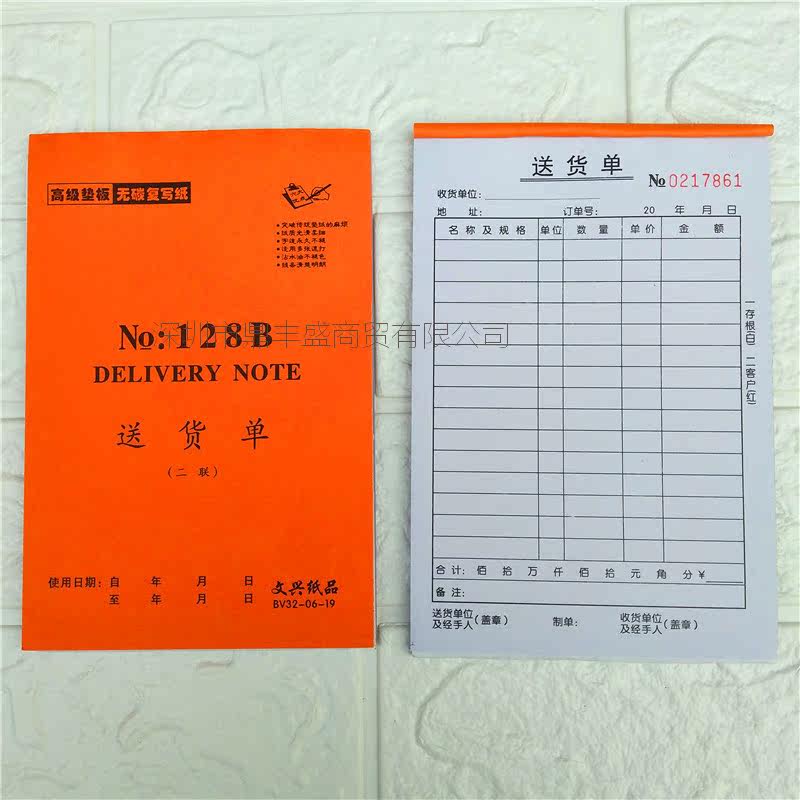 高级垫板 无碳复写纸
•突破传统垫纸的麻烦
•纸质光滑柔细
•字迹永久不褪
•适用多张速打
•沾水油不褪色
•线条清楚明朗
No:128B
DELIVERY NOTE
送货单
(二联)
使用日期:自 年 月 日
至 年 月 日
文兴纸品
BV32-06-19
深圳市鼎丰盛商贸有限公司
送货单
No 0217861
收货单位:
地址: 订单号: 20 年 月 日
名称及规格 单位 数量 单价 金额
一存根(白) 二客户(红)
合计: 佰 拾 万 仟 佰 拾 元 角 分 ¥
备注:
送货单位及经手人(盖章) 制单: 收货单位及经手人(盖章)